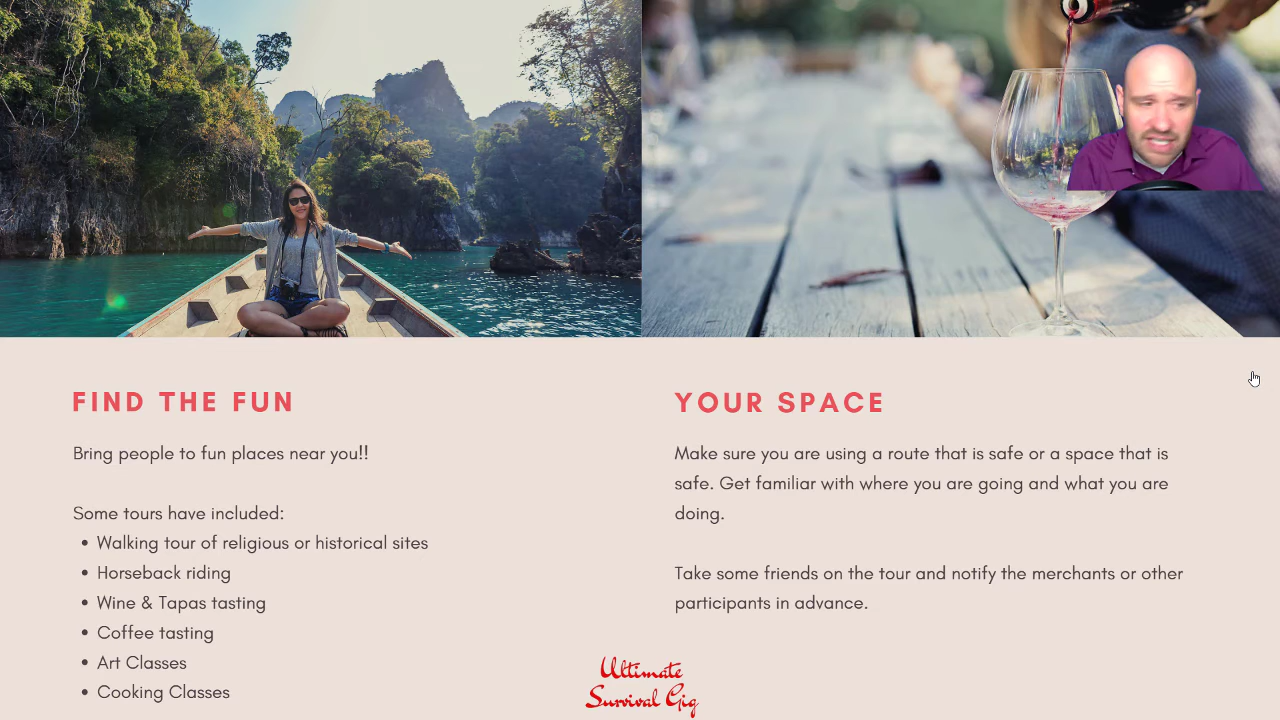 FIND THE FUN
Bring people to fun places near you!!
Some tours have included:
• Walking tour of religious or historical sites
• Horseback riding
• Wine & Tapas tasting
• Coffee tasting
• Art Classes
• Cooking Classes
YOUR SPACE
Make sure you are using a route that is safe or a space that is
safe. Get familiar with where you are going and what you are
doing.
Take some friends on the tour and notify the merchants or other
participants in advance.
Ultimate
Survival Gig